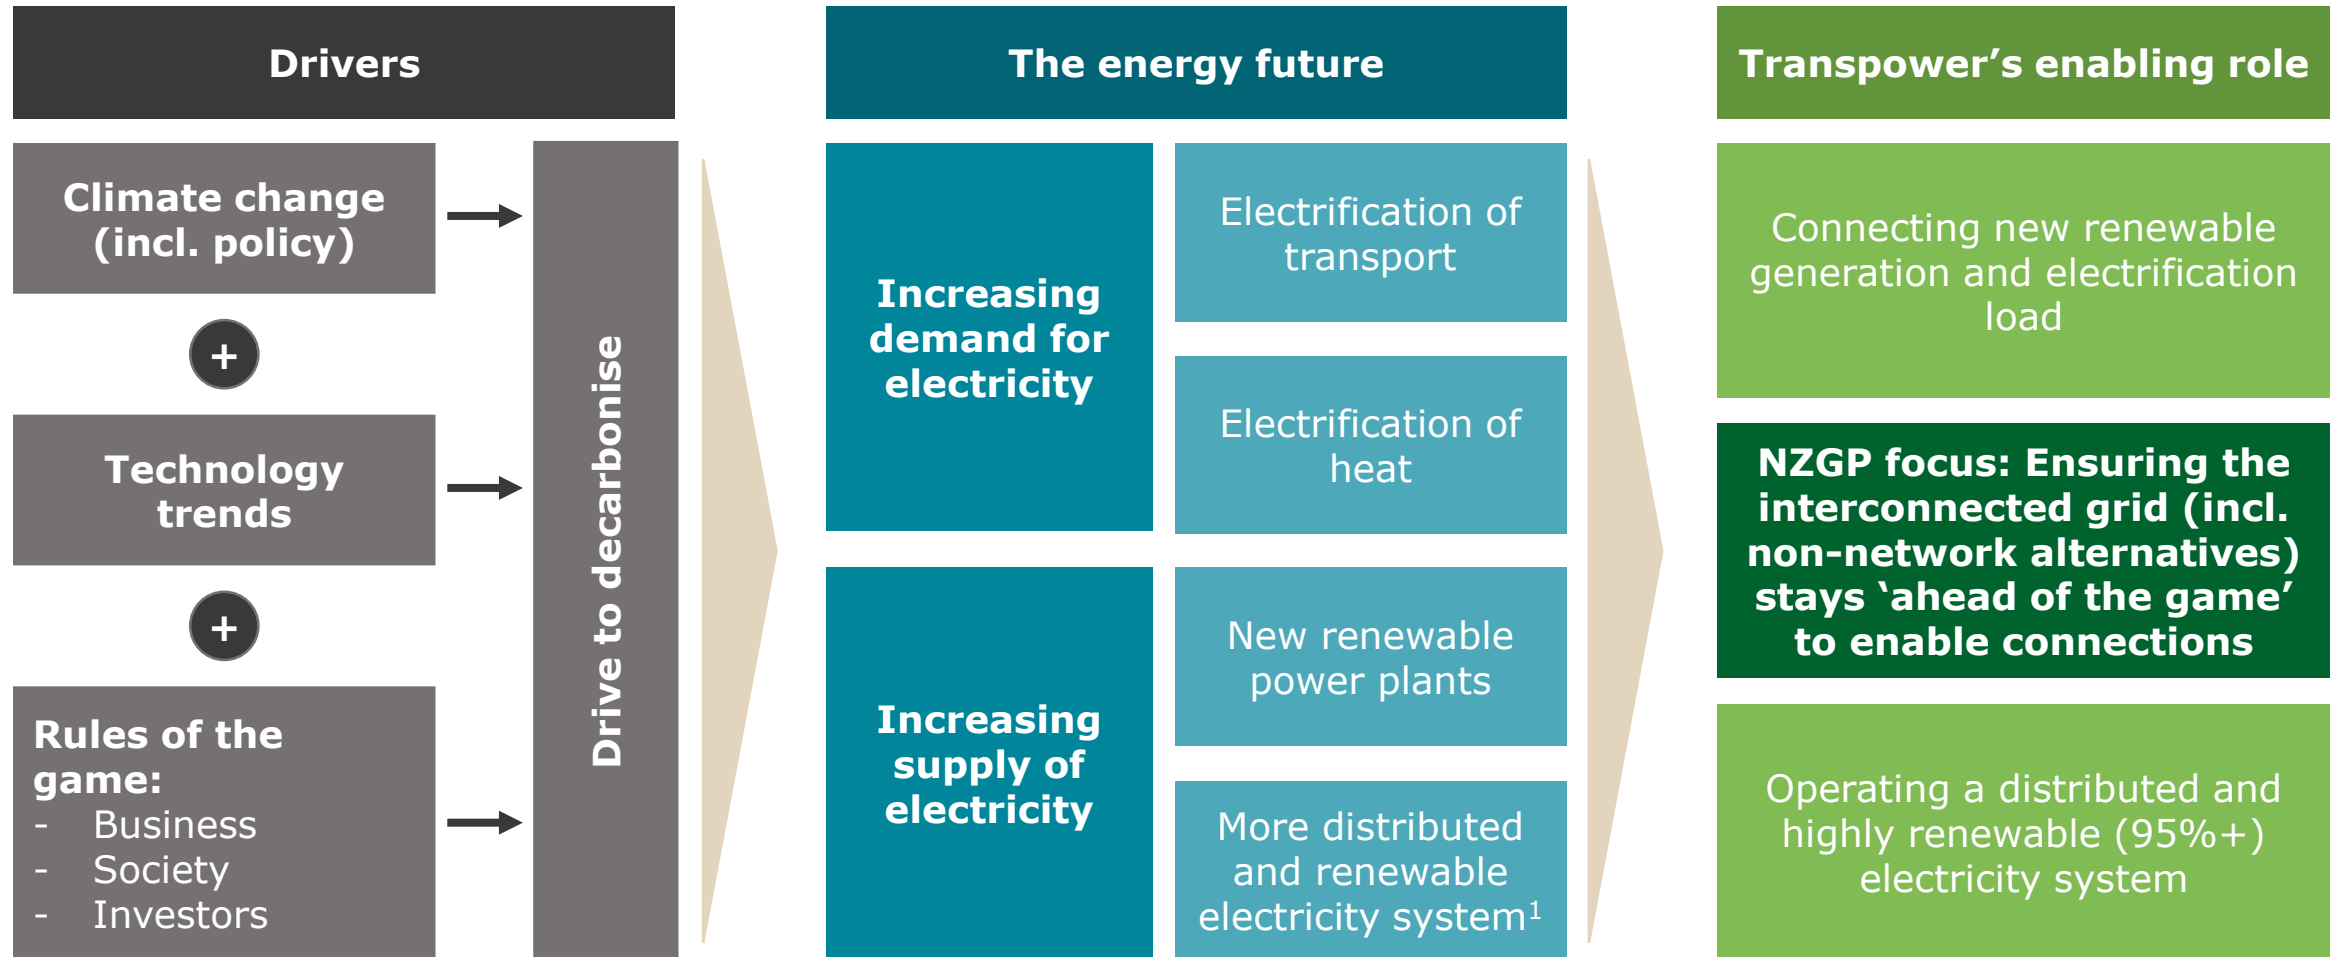 Drivers
Climate change
(incl. policy)
+
Technology
trends
+
Rules of the
game:
- Business
- Society
- Investors
Drive to decarbonise
The energy future
Increasing
demand for
electricity
Electrification of
transport
Electrification of
heat
Increasing
supply of
electricity
New renewable
power plants
More distributed
and renewable
electricity system¹
Transpower’s enabling role
Connecting new renewable
generation and electrification
load
NZGP focus: Ensuring the
interconnected grid (incl.
non-network alternatives)
stays ‘ahead of the game’
to enable connections
Operating a distributed and
highly renewable (95%+)
electricity system